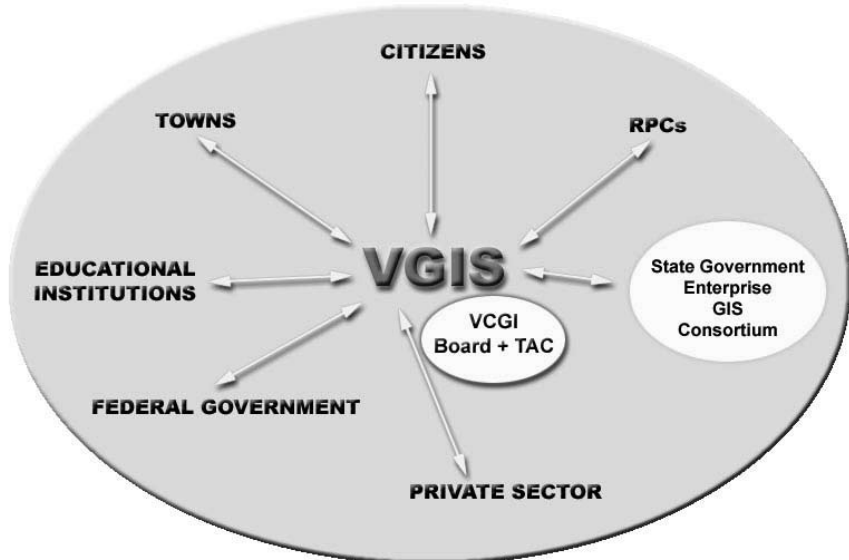 CITIZENS
TOWNS
RPCs
VGIS
EDUCATIONAL
INSTITUTIONS
State Government
Enterprise
GIS
Consortium
VCGI
Board + TAC
FEDERAL GOVERNMENT
PRIVATE SECTOR